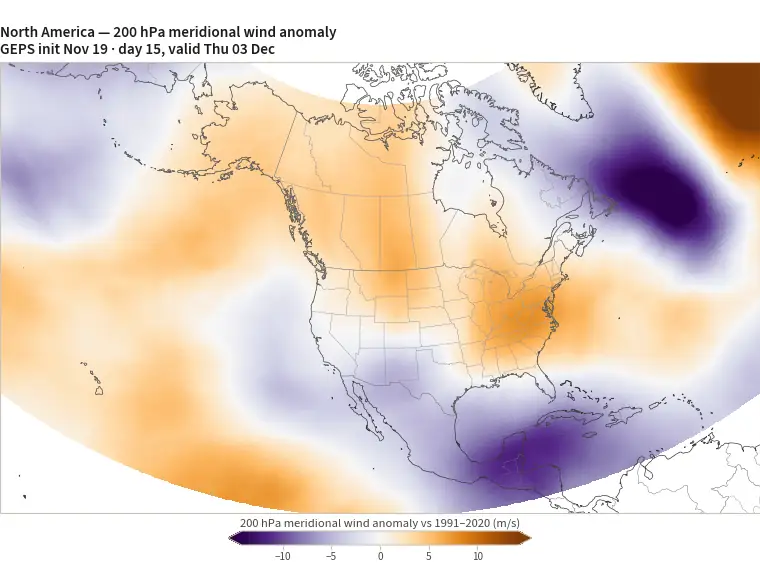 North America — 200 hPa meridional wind anomaly
GEPS init Nov 19 · day 15, valid Thu 03 Dec
200 hPa meridional wind anomaly vs 1991–2020 (m/s)
−10 −5 0 5 10